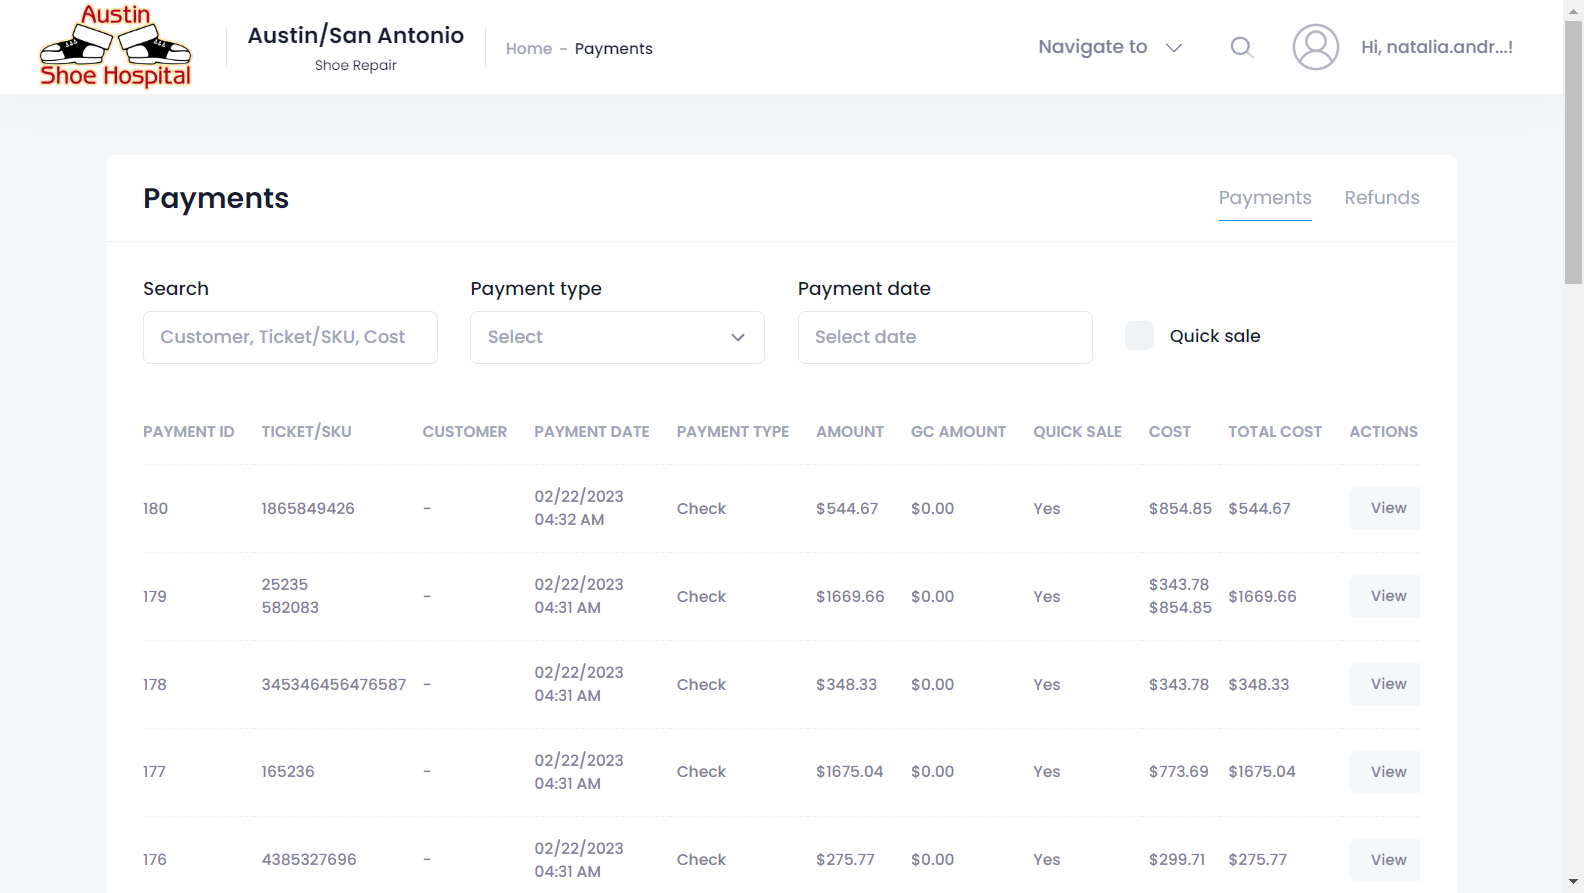 Austin
Shoe Hospital
Austin/San Antonio
Shoe Repair
Home - Payments
Navigate to
Hi, natalia.andr...!
Payments
Payments Refunds
Search Payment type Payment date
Customer, Ticket/SKU, Cost Select Select date Quick sale
PAYMENT ID TICKET/SKU CUSTOMER PAYMENT DATE PAYMENT TYPE AMOUNT GC AMOUNT QUICK SALE COST TOTAL COST ACTIONS
180 1865849426 - 02/22/2023 04:32 AM Check $544.67 $0.00 Yes $854.85 $544.67 View
179 25235 582083 - 02/22/2023 04:31 AM Check $1669.66 $0.00 Yes $343.78 $854.85 $1669.66 View
178 345346456476587 - 02/22/2023 04:31 AM Check $348.33 $0.00 Yes $343.78 $348.33 View
177 165236 - 02/22/2023 04:31 AM Check $1675.04 $0.00 Yes $773.69 $1675.04 View
176 4385327696 - 02/22/2023 04:31 AM Check $275.77 $0.00 Yes $299.71 $275.77 View